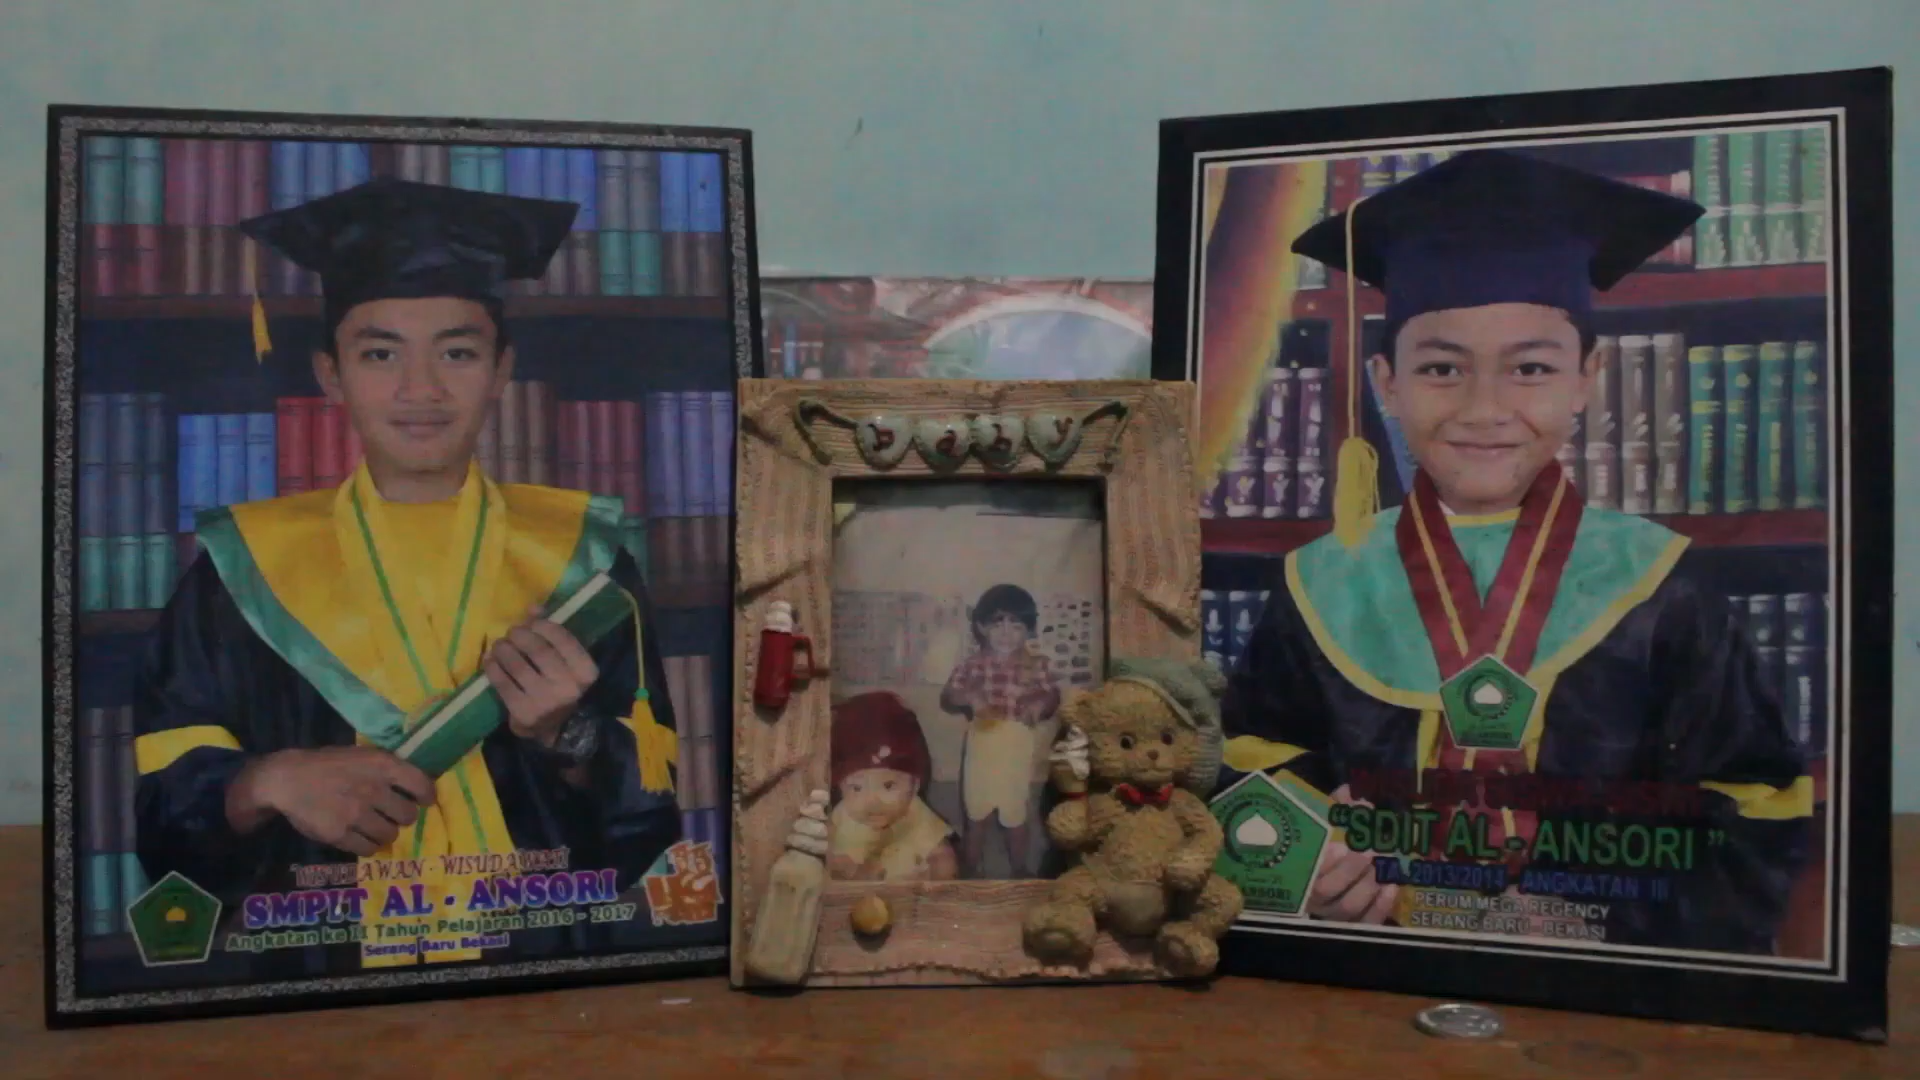 WISUDAWAN - WISUDAWATI
SMPIT AL - ANSORI
Angkatan ke II Tahun Pelajaran 2016 - 2017
Serang Baru Bekasi
baby
"SDIT AL - ANSORI"
TA. 2013/2014 ANGKATAN III
PERUM MEGA REGENCY
SERANG BARU - BEKASI